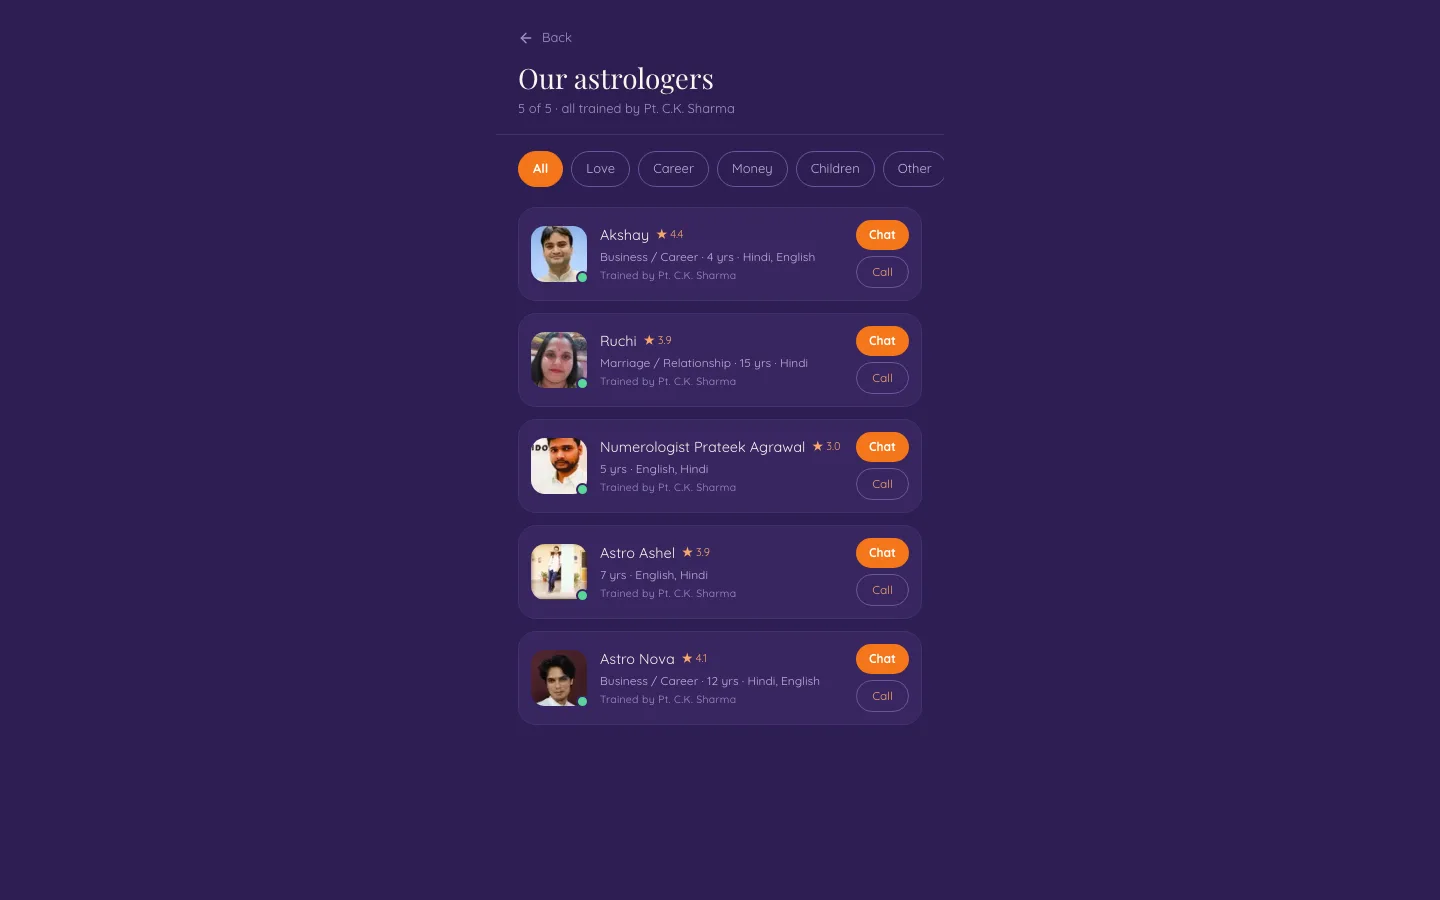 Back
Our astrologers
5 of 5 · all trained by Pt. C.K. Sharma
All Love Career Money Children Other
Akshay ★ 4.4
Business / Career · 4 yrs · Hindi, English
Trained by Pt. C.K. Sharma
Chat
Call
Ruchi ★ 3.9
Marriage / Relationship · 15 yrs · Hindi
Trained by Pt. C.K. Sharma
Chat
Call
Numerologist Prateek Agrawal ★ 3.0
5 yrs · English, Hindi
Trained by Pt. C.K. Sharma
Chat
Call
Astro Ashel ★ 3.9
7 yrs · English, Hindi
Trained by Pt. C.K. Sharma
Chat
Call
Astro Nova ★ 4.1
Business / Career · 12 yrs · Hindi, English
Trained by Pt. C.K. Sharma
Chat
Call